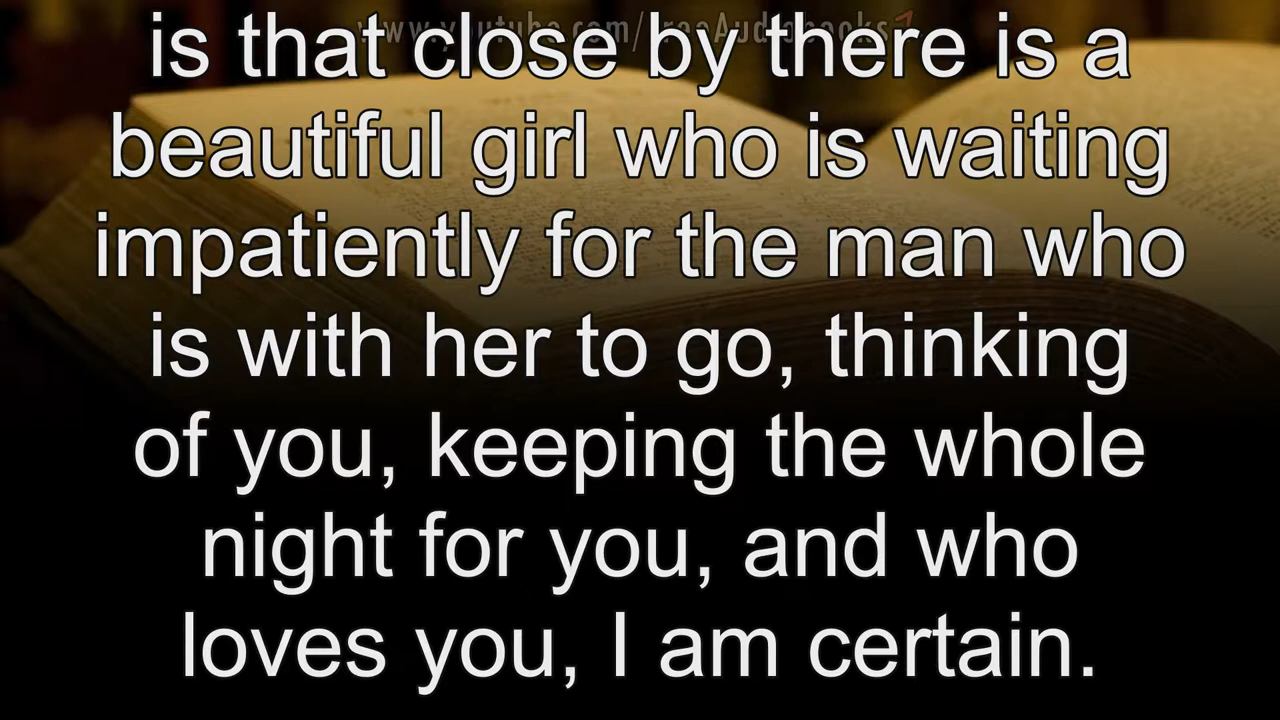 www.youtube.com/FreeAudiobooks
is that close by there is a
beautiful girl who is waiting
impatiently for the man who
is with her to go, thinking
of you, keeping the whole
night for you, and who
loves you, I am certain.